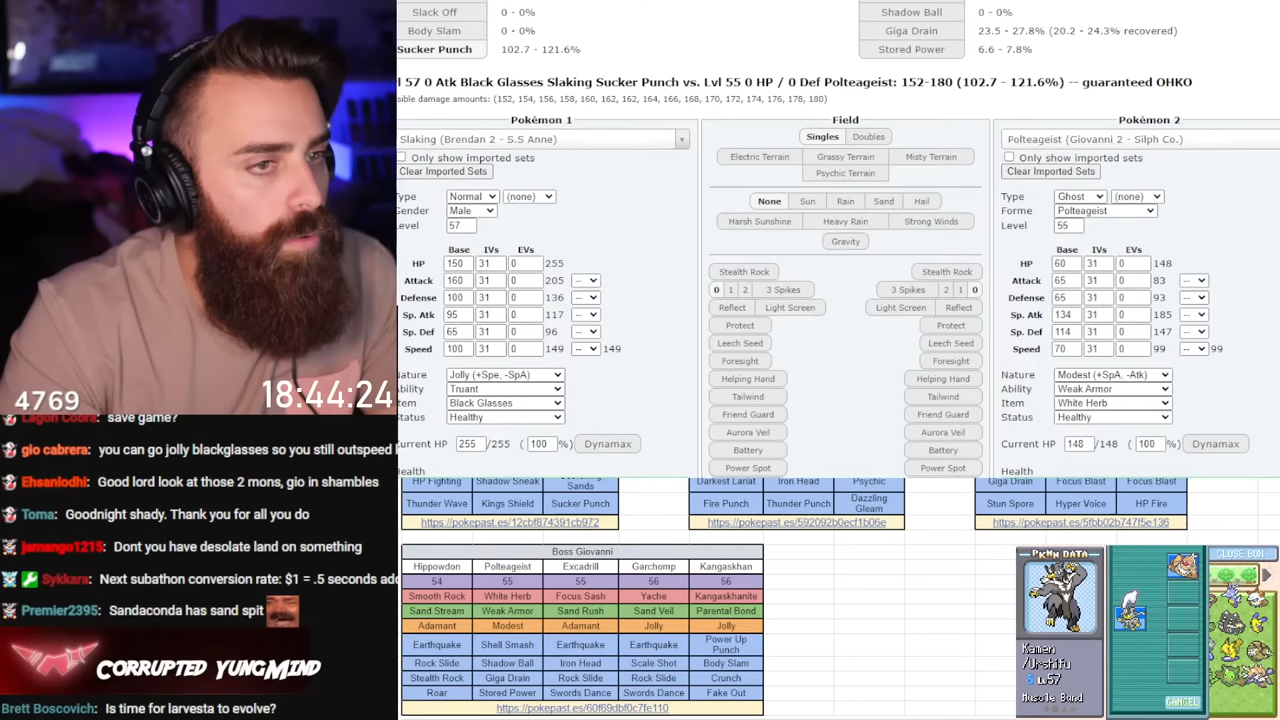 Slack Off 0 - 0%
Body Slam 0 - 0%
Sucker Punch 102.7 - 121.6%
Shadow Ball 0 - 0%
Giga Drain 23.5 - 27.8% (20.2 - 24.3% recovered)
Stored Power 6.6 - 7.8%
l 57 0 Atk Black Glasses Slaking Sucker Punch vs. Lvl 55 0 HP / 0 Def Polteageist: 152-180 (102.7 - 121.6%) -- guaranteed OHKO
sible damage amounts: (152, 154, 156, 158, 160, 162, 162, 164, 166, 168, 170, 172, 174, 176, 178, 180)
Pokémon 1
Slaking (Brendan 2 - S.S Anne)
Only show imported sets
Clear Imported Sets
Type Normal (none)
Gender Male
Level 57
Base IVs EVs
HP 150 31 0 255
Attack 160 31 0 205 --
Defense 100 31 0 136 --
Sp. Atk 95 31 0 117 --
Sp. Def 65 31 0 96 --
Speed 100 31 0 149 -- 149
Nature Jolly (+Spe, -SpA)
Ability Truant
Item Black Glasses
Status Healthy
Current HP 255 /255 ( 100 %) Dynamax
Health
Field
Singles Doubles
Electric Terrain Grassy Terrain Misty Terrain
Psychic Terrain
None Sun Rain Sand Hail
Harsh Sunshine Heavy Rain Strong Winds
Gravity
Stealth Rock Stealth Rock
0 1 2 3 Spikes 3 Spikes 2 1 0
Reflect Light Screen Light Screen Reflect
Protect Protect
Leech Seed Leech Seed
Foresight Foresight
Helping Hand Helping Hand
Tailwind Tailwind
Friend Guard Friend Guard
Aurora Veil Aurora Veil
Battery Battery
Power Spot Power Spot
Pokémon 2
Polteageist (Giovanni 2 - Silph Co.)
Only show imported sets
Clear Imported Sets
Type Ghost (none)
Forme Polteageist
Level 55
Base IVs EVs
HP 60 31 0 148
Attack 65 31 0 83 --
Defense 65 31 0 93 --
Sp. Atk 134 31 0 185 --
Sp. Def 114 31 0 147 --
Speed 70 31 0 99 -- 99
Nature Modest (+SpA, -Atk)
Ability Weak Armor
Item White Herb
Status Healthy
Current HP 148 /148 ( 100 %) Dynamax
Health
4769
18:44:24
Lagon Cobra: save game?
gio cabrera: you can go jolly blackglasses so you still outspeed
Ehsanlodhi: Good lord look at those 2 mons, gio in shambles
Toma: Goodnight shady. Thank you for all you do
jamango1215: Dont you have desolate land on something
Sykkara: Next subathon conversion rate: $1 = .5 seconds
Premier2395: Sandaconda has sand spit
CORRUPTED YUNGMIND
Brett Boscovich: Is time for larvesta to evolve?
HP Fighting Shadow Sneak Scorching Sands
Thunder Wave Kings Shield Sucker Punch
https://pokepast.es/12cbf874391cb972
Darkest Lariat Iron Head Psychic
Fire Punch Thunder Punch Dazzling Gleam
https://pokepast.es/592092b0ecf1b06e
Giga Drain Focus Blast Focus Blast
Stun Spore Hyper Voice HP Fire
https://pokepast.es/5fbb02b747f5e136
Boss Giovanni
Hippowdon Polteageist Excadrill Garchomp Kangaskhan
54 55 55 56 56
Smooth Rock White Herb Focus Sash Yache Kangaskhanite
Sand Stream Weak Armor Sand Rush Sand Veil Parental Bond
Adamant Modest Adamant Jolly Jolly
Earthquake Shell Smash Earthquake Earthquake Power Up Punch
Rock Slide Shadow Ball Iron Head Scale Shot Body Slam
Stealth Rock Giga Drain Rock Slide Rock Slide Crunch
Roar Stored Power Swords Dance Swords Dance Fake Out
https://pokepast.es/60f69dbf0c7fe110
PKMN DATA
Kamen
/Urshifu
♂ Lv57
Muscle Band
CLOSE BOX
CANCEL